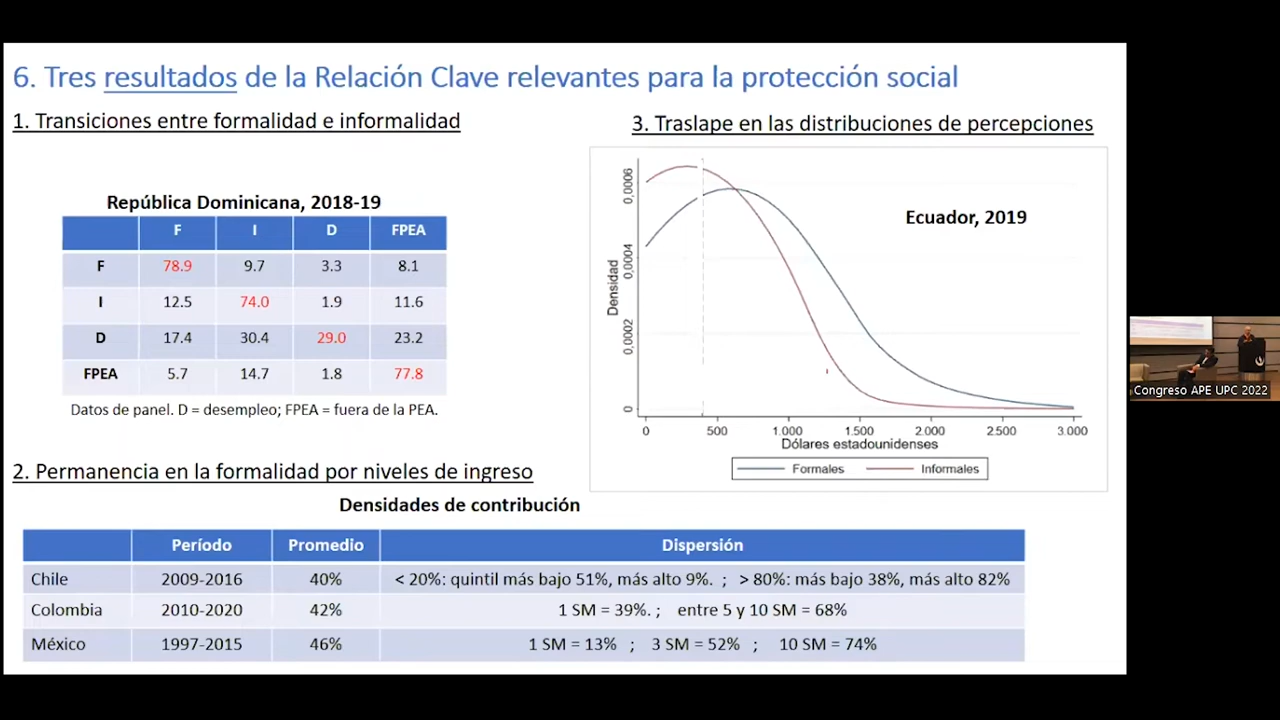 6. Tres resultados de la Relación Clave relevantes para la protección social
1. Transiciones entre formalidad e informalidad
República Dominicana, 2018-19
F I D FPEA
F 78.9 9.7 3.3 8.1
I 12.5 74.0 1.9 11.6
D 17.4 30.4 29.0 23.2
FPEA 5.7 14.7 1.8 77.8
Datos de panel. D = desempleo; FPEA = fuera de la PEA.
3. Traslape en las distribuciones de percepciones
Ecuador, 2019
Densidad
0,0006
0,0004
0,0002
0
0 500 1.000 1.500 2.000 2.500 3.000
Dólares estadounidenses
Formales Informales
2. Permanencia en la formalidad por niveles de ingreso
Densidades de contribución
Período Promedio Dispersión
Chile 2009-2016 40% < 20%: quintil más bajo 51%, más alto 9%. ; > 80%: más bajo 38%, más alto 82%
Colombia 2010-2020 42% 1 SM = 39%. ; entre 5 y 10 SM = 68%
México 1997-2015 46% 1 SM = 13% ; 3 SM = 52% ; 10 SM = 74%
Congreso APE UPC 2022